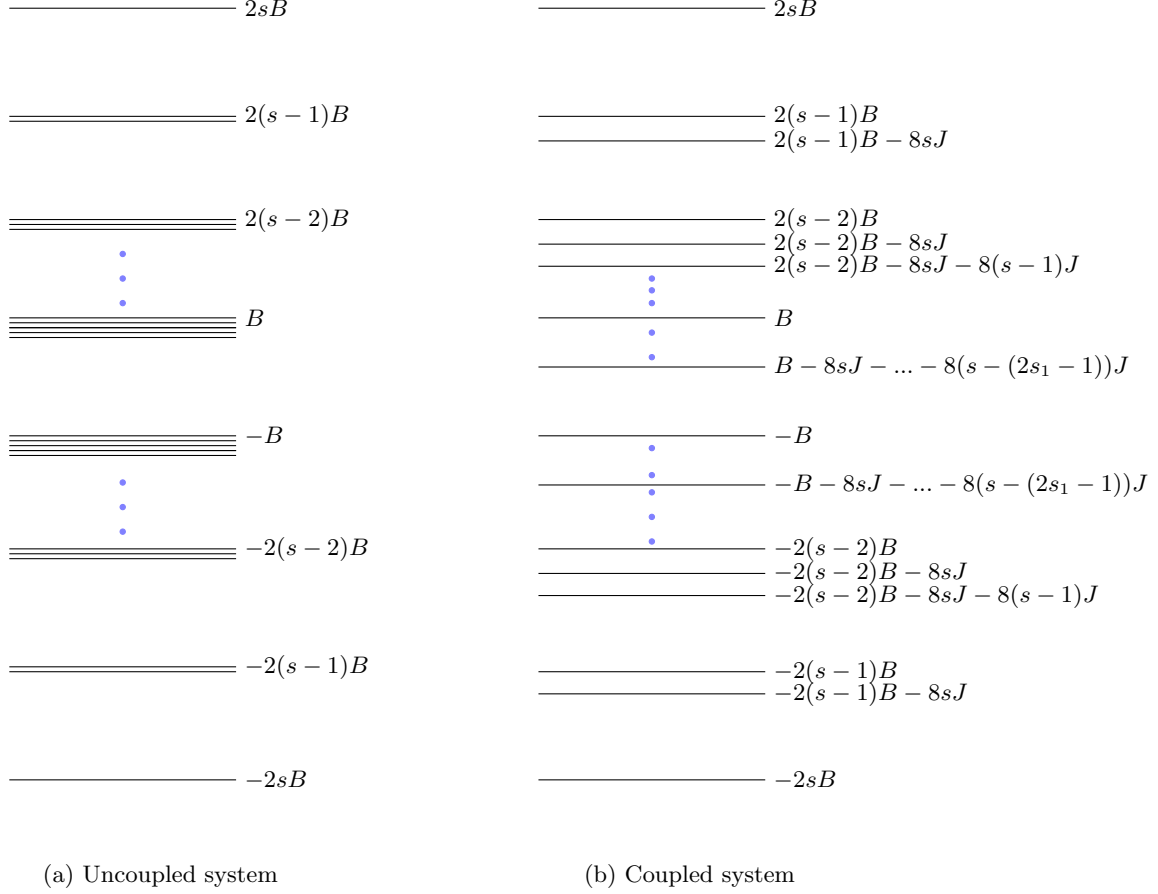 2sB
2(s − 1)B
2(s − 2)B
B
−B
−2(s − 2)B
−2(s − 1)B
−2sB
(a) Uncoupled system
2sB
2(s − 1)B
2(s − 1)B − 8sJ
2(s − 2)B
2(s − 2)B − 8sJ
2(s − 2)B − 8sJ − 8(s − 1)J
B
B − 8sJ − ... − 8(s − (2s₁ − 1))J
−B
−B − 8sJ − ... − 8(s − (2s₁ − 1))J
−2(s − 2)B
−2(s − 2)B − 8sJ
−2(s − 2)B − 8sJ − 8(s − 1)J
−2(s − 1)B
−2(s − 1)B − 8sJ
−2sB
(b) Coupled system